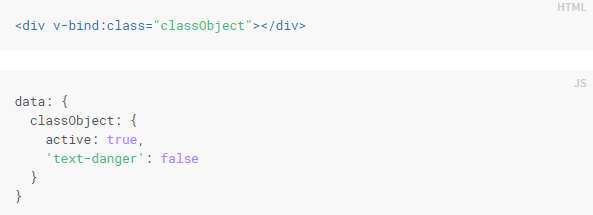 HTML
<div v-bind:class="classObject"></div>
JS
data: {
  classObject: {
    active: true,
    'text-danger': false
  }
}